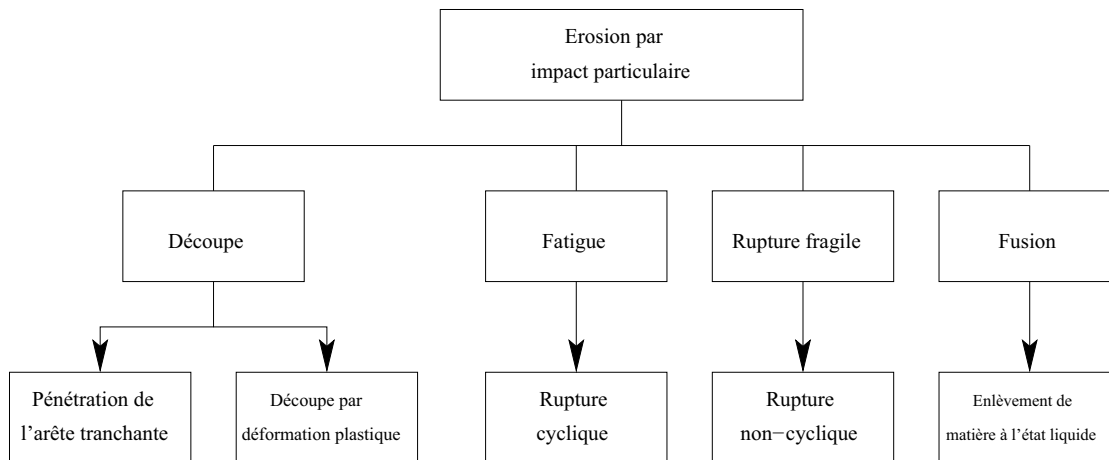 Erosion par
impact particulaire
Découpe
Fatigue
Rupture fragile
Fusion
Pénétration de
l'arête tranchante
Découpe par
déformation plastique
Rupture
cyclique
Rupture
non−cyclique
Enlèvement de
matière à l'état liquide